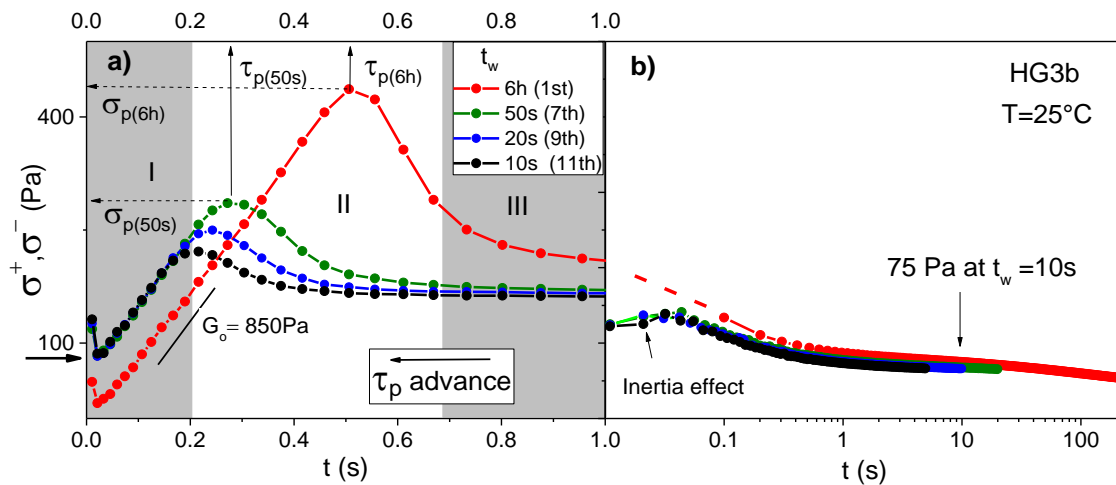 0.0 0.2 0.4 0.6 0.8 1.0
a)
b)
τp(50s)
τp(6h)
tw
6h (1st)
50s (7th)
20s (9th)
10s (11th)
HG3b
T=25°C
σp(6h)
400
I
II
III
σp(50s)
σ+,σ− (Pa)
75 Pa at tw =10s
Go= 850Pa
100
τp advance
Inertia effect
0.0 0.2 0.4 0.6 0.8 1.0 0.1 1 10 100
t (s) t (s)